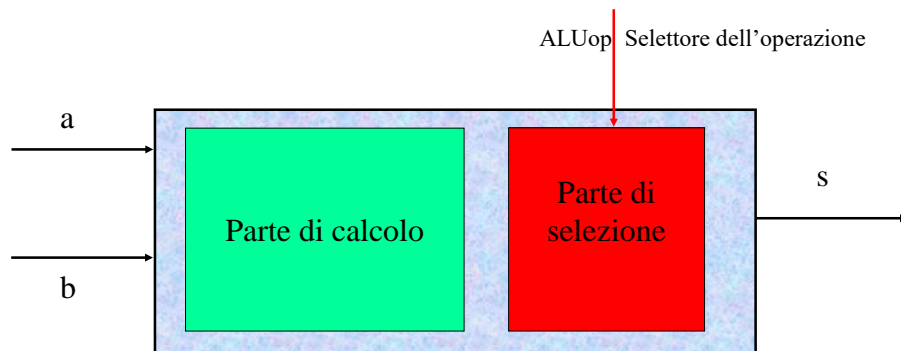 ALUop Selettore dell’operazione
a
s
Parte di calcolo
Parte di
selezione
b